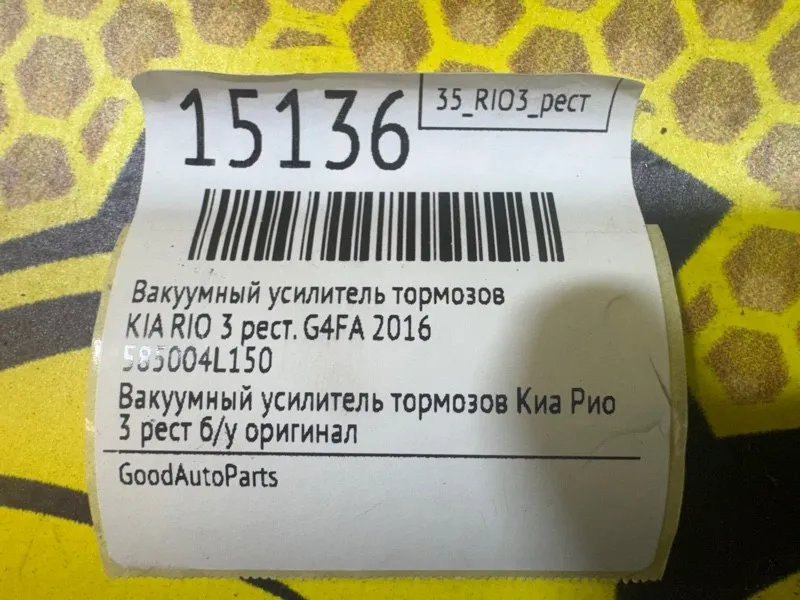 15136
35_RIO3_рест
Вакуумный усилитель тормозов
KIA RIO 3 рест. G4FA 2016
585004L150
Вакуумный усилитель тормозов Киа Рио
3 рест б/у оригинал
GoodAutoParts